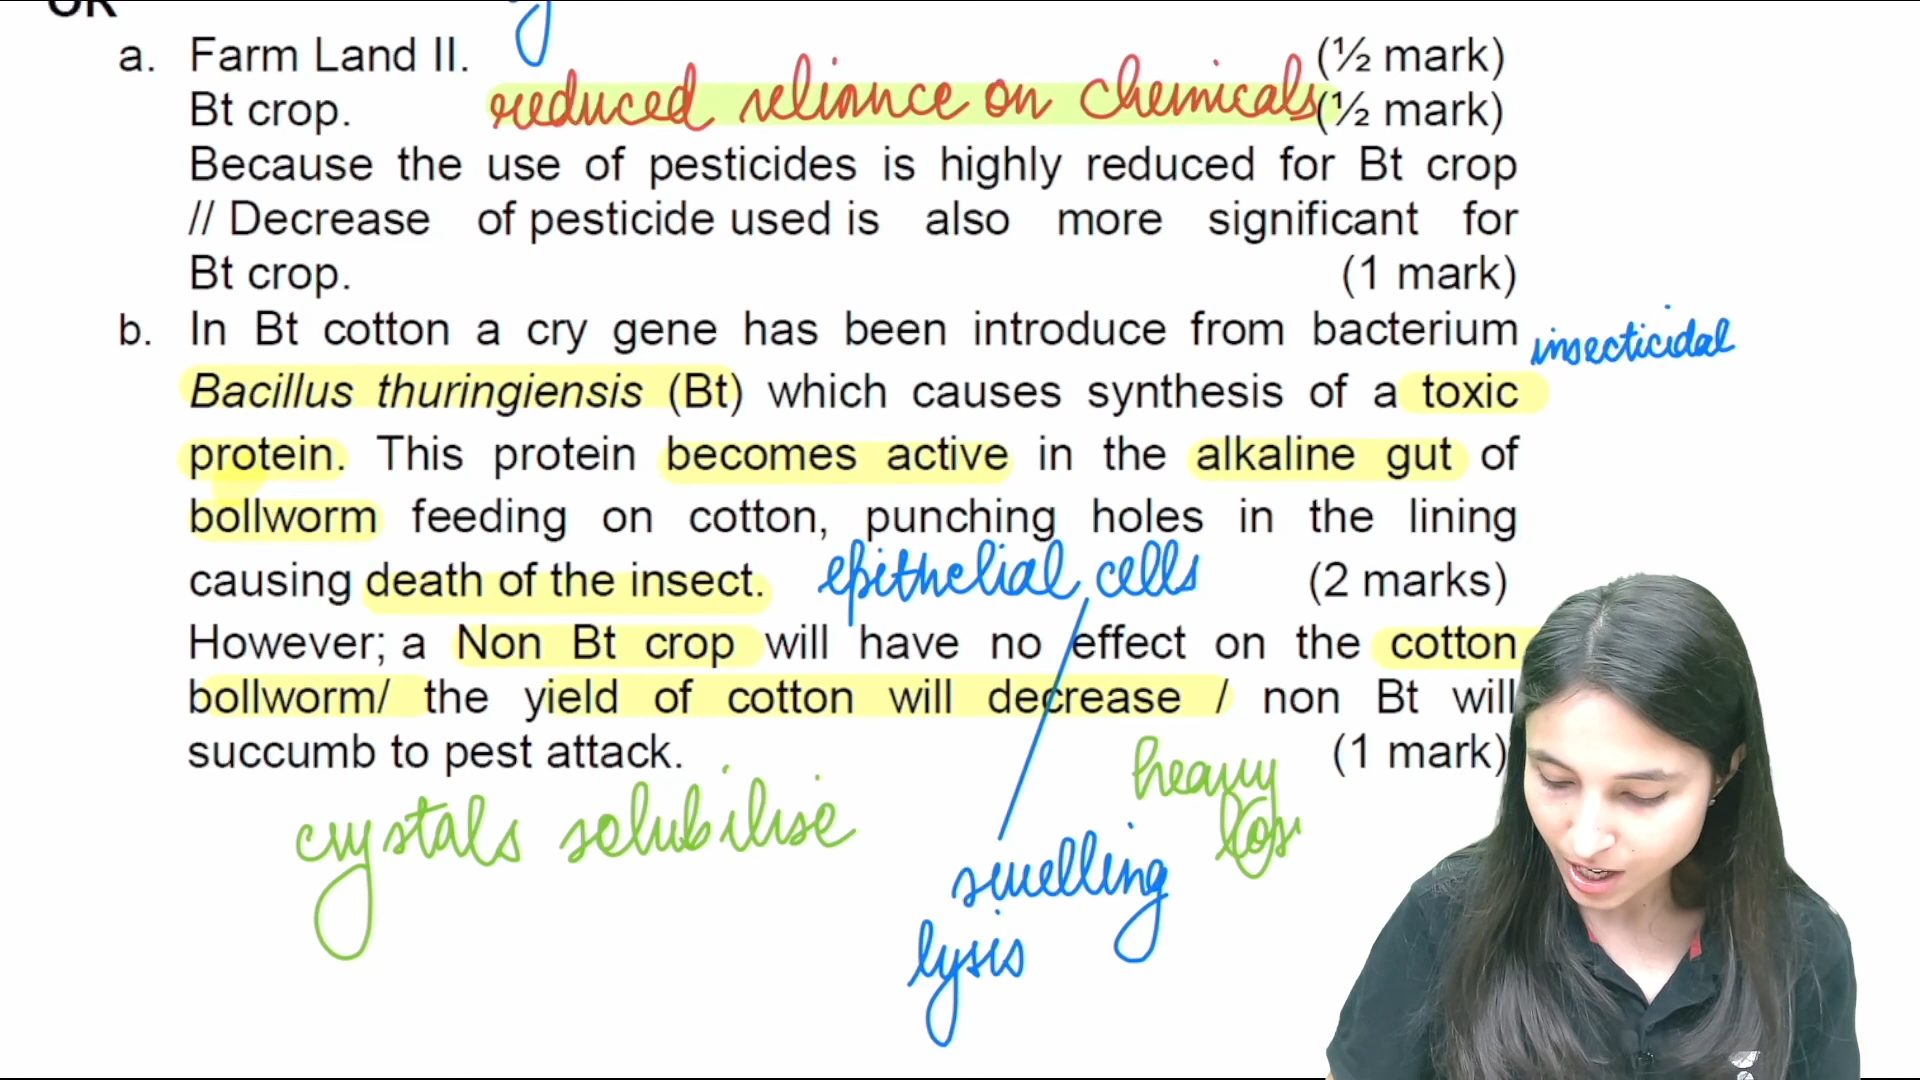 OR
a. Farm Land II. (½ mark)
reduced reliance on chemicals
Bt crop. (½ mark)
Because the use of pesticides is highly reduced for Bt crop
// Decrease of pesticide used is also more significant for
Bt crop. (1 mark)
b. In Bt cotton a cry gene has been introduce from bacterium
insecticidal
Bacillus thuringiensis (Bt) which causes synthesis of a toxic
protein. This protein becomes active in the alkaline gut of
bollworm feeding on cotton, punching holes in the lining
causing death of the insect. (2 marks)
epithelial cells
However; a Non Bt crop will have no effect on the cotton
bollworm/ the yield of cotton will decrease / non Bt will
succumb to pest attack. (1 mark)
crystals solubilise
heavy
swelling
lysis